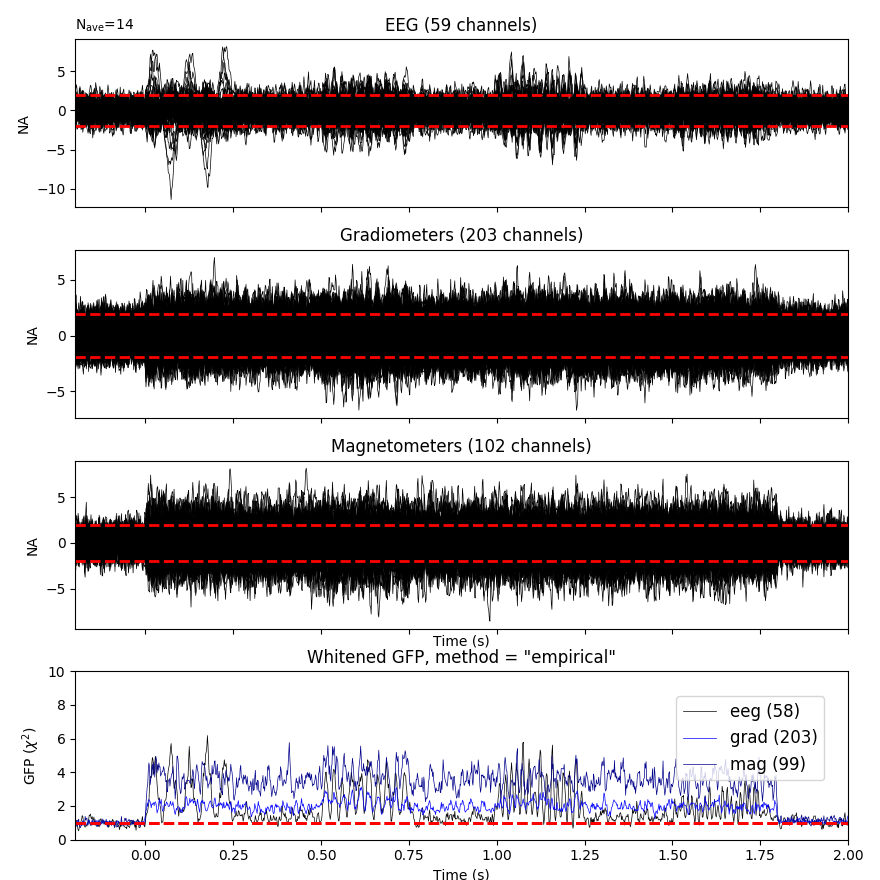 Nave=14
EEG (59 channels)
5
0
−5
−10
NA
Gradiometers (203 channels)
5
0
−5
NA
Magnetometers (102 channels)
5
0
−5
NA
Time (s)
Whitened GFP, method = "empirical"
10
8
6
4
2
0
GFP (χ²)
eeg (58)
grad (203)
mag (99)
0.00 0.25 0.50 0.75 1.00 1.25 1.50 1.75 2.00
Time (s)